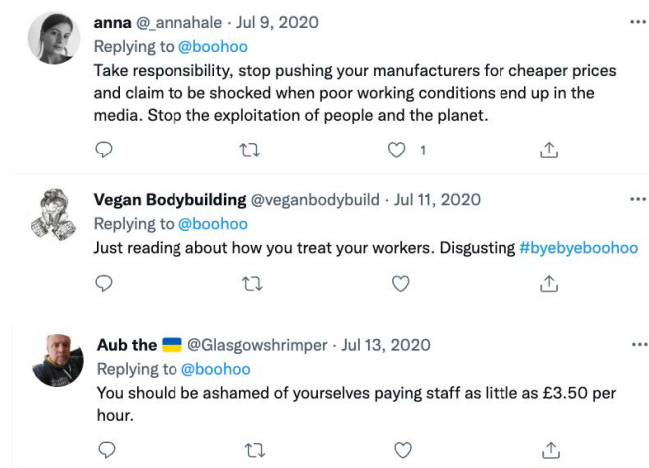 anna @_annahale · Jul 9, 2020
Replying to @boohoo
Take responsibility, stop pushing your manufacturers for cheaper prices
and claim to be shocked when poor working conditions end up in the
media. Stop the exploitation of people and the planet.
1
Vegan Bodybuilding @veganbodybuild · Jul 11, 2020
Replying to @boohoo
Just reading about how you treat your workers. Disgusting #byebyeboohoo
Aub the 🇺🇦 @Glasgowshrimper · Jul 13, 2020
Replying to @boohoo
You should be ashamed of yourselves paying staff as little as £3.50 per
hour.